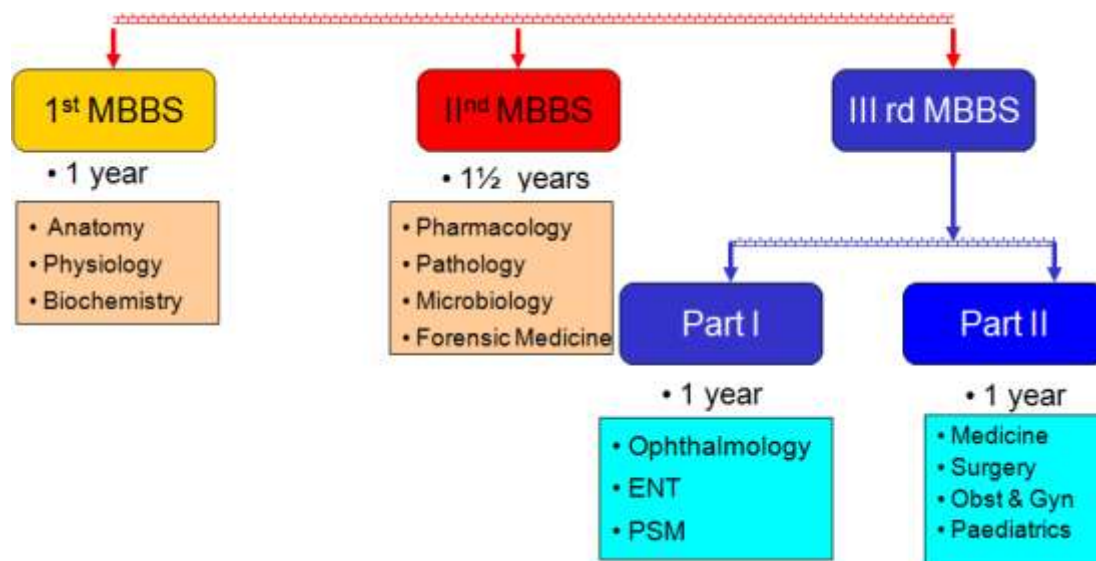 1st MBBS
• 1 year
• Anatomy
• Physiology
• Biochemistry
IInd MBBS
• 1½ years
• Pharmacology
• Pathology
• Microbiology
• Forensic Medicine
III rd MBBS
Part I
• 1 year
• Ophthalmology
• ENT
• PSM
Part II
• 1 year
• Medicine
• Surgery
• Obst & Gyn
• Paediatrics